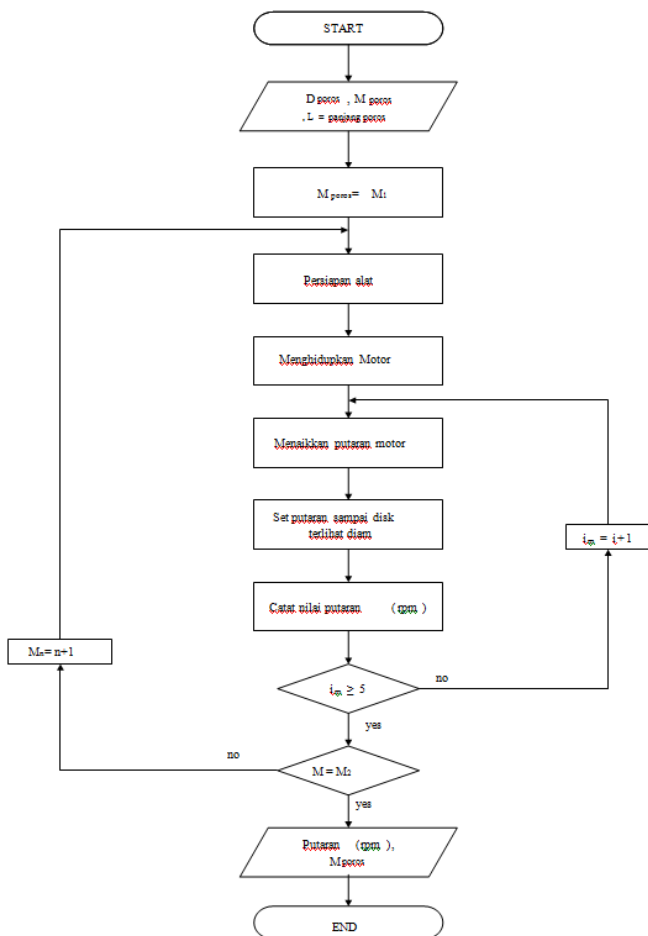 START
D poros , M poros
, L = panjang poros
M poros= M1
Persiapan alat
Menghidupkan Motor
Menaikkan putaran motor
Set putaran sampai disk
terlihat diam
i,m = i,+1
Catat nilai putaran (rpm )
Mn= n+1
i,m ≥ 5
no
yes
no
M = M2
yes
Putaran (rpm ),
Mporos
END